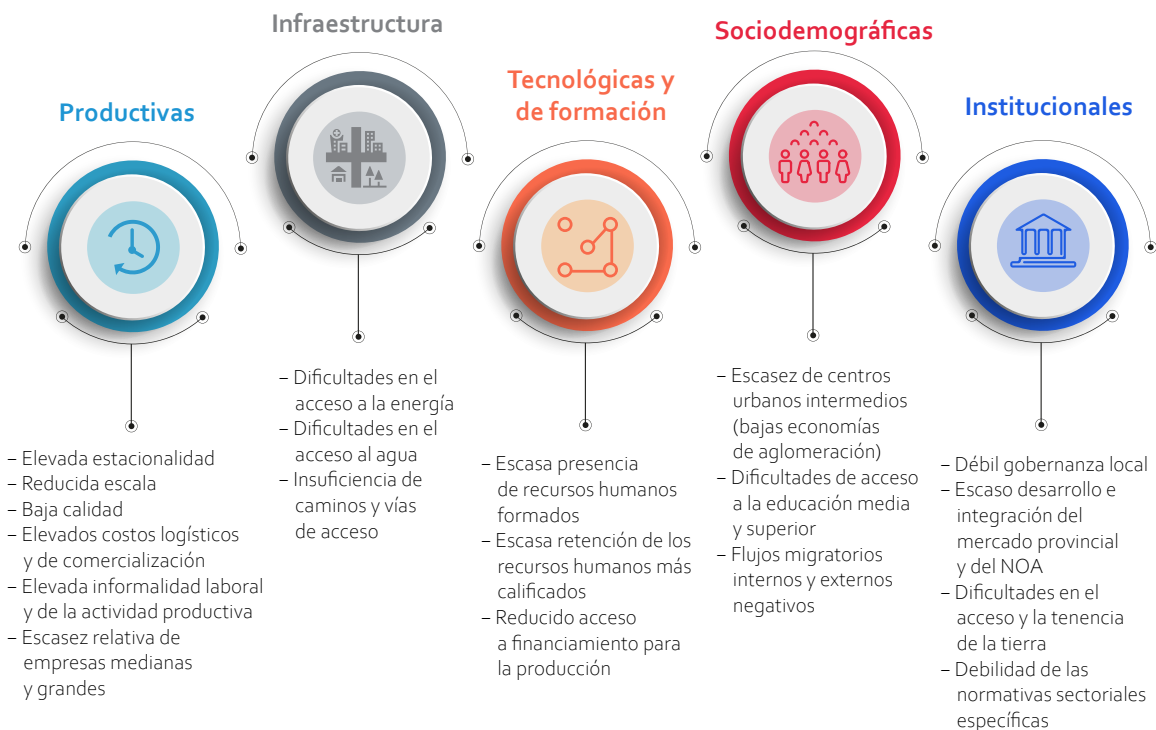 Productivas
– Elevada estacionalidad
– Reducida escala
– Baja calidad
– Elevados costos logísticos
y de comercialización
– Elevada informalidad laboral
y de la actividad productiva
– Escasez relativa de
empresas medianas
y grandes
Infraestructura
– Dificultades en el
acceso a la energía
– Dificultades en el
acceso al agua
– Insuficiencia de
caminos y vías
de acceso
Tecnológicas y
de formación
– Escasa presencia
de recursos humanos
formados
– Escasa retención de los
recursos humanos más
calificados
– Reducido acceso
a financiamiento para
la producción
Sociodemográficas
– Escasez de centros
urbanos intermedios
(bajas economías
de aglomeración)
– Dificultades de acceso
a la educación media
y superior
– Flujos migratorios
internos y externos
negativos
Institucionales
– Débil gobernanza local
– Escaso desarrollo e
integración del
mercado provincial
y del NOA
– Dificultades en el
acceso y la tenencia
de la tierra
– Debilidad de las
normativas sectoriales
específicas